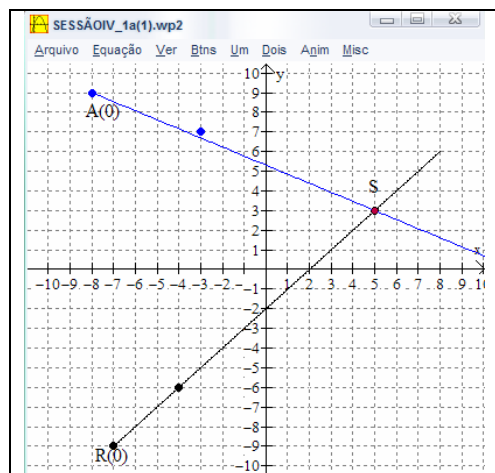 SESSÃOIV_1a(1).wp2
Arquivo Equação Ver Btns Um Dois Anim Misc
10 y
9
A(0)
8
7
6
5
4
S
3
2
1
x
-10 -9 -8 -7 -6 -5 -4 -3 -2 1 2 3 4 5 6 7 8 9 10
-1
-2
-3
-4
-5
-6
-7
-8
-9
R(0)
-10